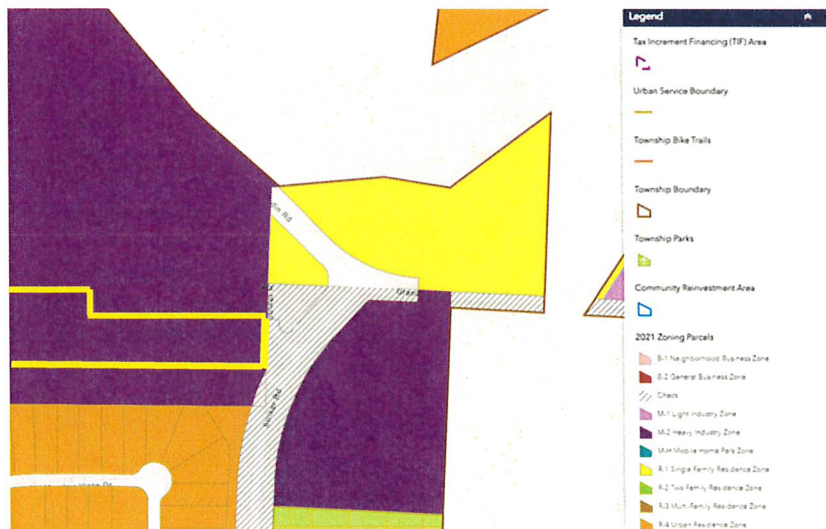 Legend
Tax Increment Financing (TIF) Area
Urban Service Boundary
Township Bike Trails
Township Boundary
Township Parks
Community Reinvestment Area
2021 Zoning Parcels
B-1 Neighborhood Business Zone
B-2 General Business Zone
Check
M-1 Light Industry Zone
M-2 Heavy Industry Zone
M-H Mobile Home Park Zone
R-1 Single Family Residence Zone
R-2 Two Family Residence Zone
R-3 Multi-Family Residence Zone
R-4 Urban Residence Zone
Rd
Rd